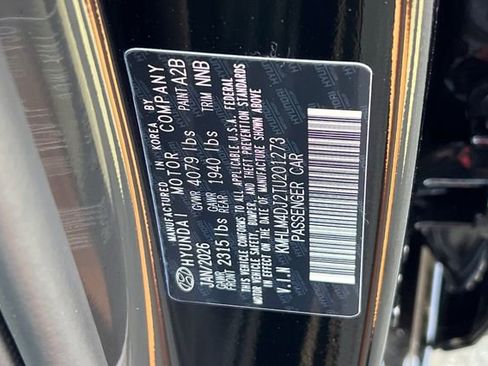 MANUFACTURED IN KOREA BY
HYUNDAI MOTOR COMPANY
JAN/2026 GVWR 4079 lbs PAINT A2B
GAWR FRONT 2315 lbs GAWR REAR 1940 lbs TRIM NNB
THIS VEHICLE CONFORMS TO ALL APPLICABLE U.S.A. FEDERAL
MOTOR VEHICLE SAFETY, BUMPER, AND THEFT PREVENTION STANDARDS
IN EFFECT ON THE DATE OF MANUFACTURE SHOWN ABOVE
V.I.N KMHLM4DJ2TU201273
PASSENGER CAR